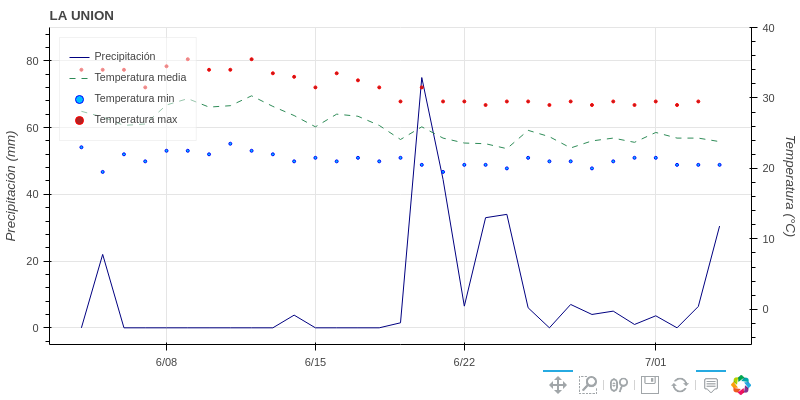 LA UNION
Precipitación
Temperatura media
Temperatura min
Temperatura max
Precipitación (mm)
80
60
40
20
0
Temperatura (°C)
40
30
20
10
0
6/08
6/15
6/22
7/01